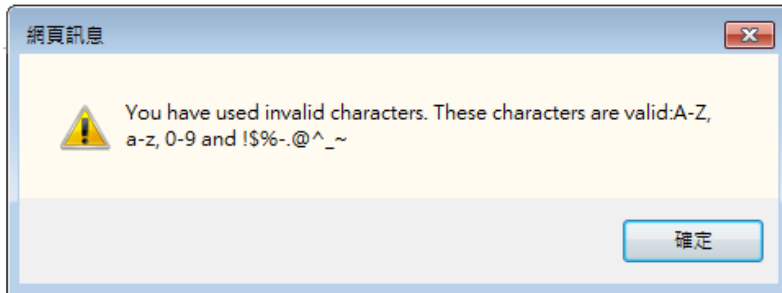 網頁訊息
You have used invalid characters. These characters are valid:A-Z,
a-z, 0-9 and !$%-.@^_~
確定